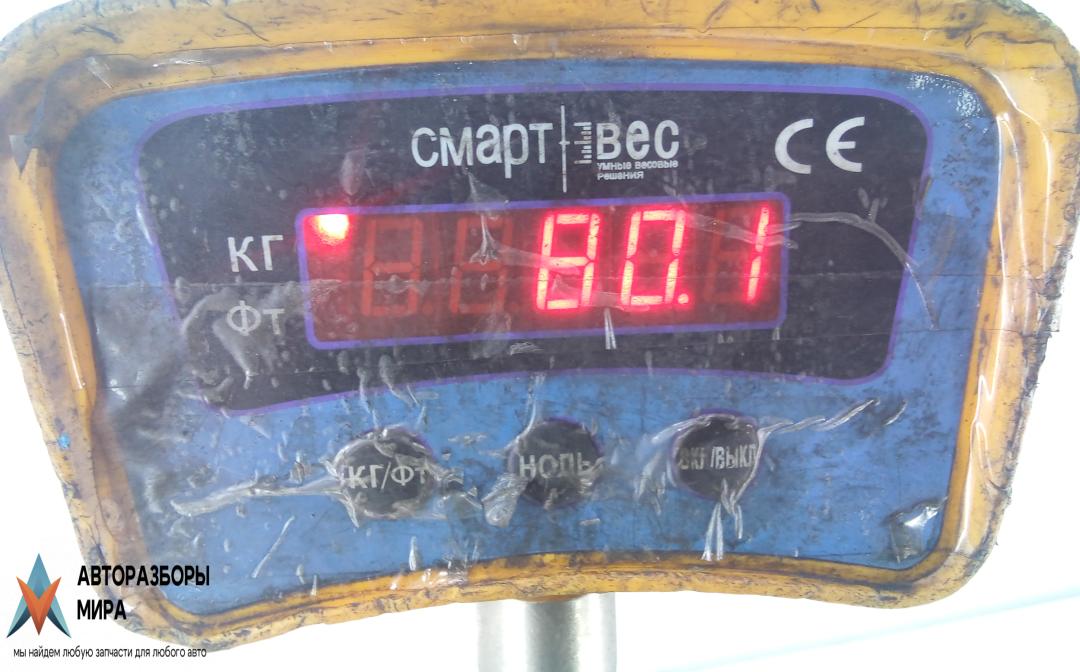 смарт вес
умные весовые
решения
CE
кг
80.1
Фт
кг/фт
ноль
вкл/выкл
АВТОРАЗБОРЫ
МИРА
мы найдем любую запчасти для любого авто